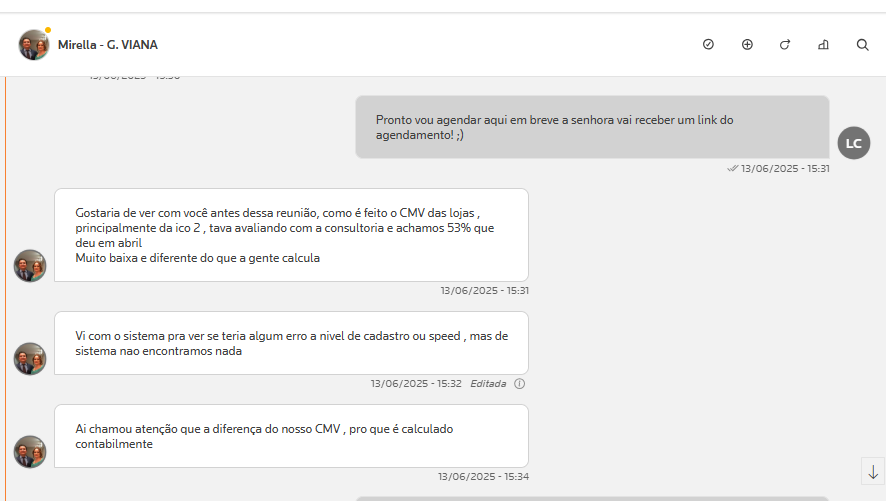 Mirella - G. VIANA
13/06/2025 - 15:30
Pronto vou agendar aqui em breve a senhora vai receber um link do
agendamento! ;)
LC
13/06/2025 - 15:31
Gostaria de ver com você antes dessa reunião, como é feito o CMV das lojas ,
principalmente da ico 2 , tava avaliando com a consultoria e achamos 53% que
deu em abril
Muito baixa e diferente do que a gente calcula
13/06/2025 - 15:31
Vi com o sistema pra ver se teria algum erro a nivel de cadastro ou speed , mas de
sistema nao encontramos nada
13/06/2025 - 15:32 Editada
Ai chamou atenção que a diferença do nosso CMV , pro que é calculado
contabilmente
13/06/2025 - 15:34